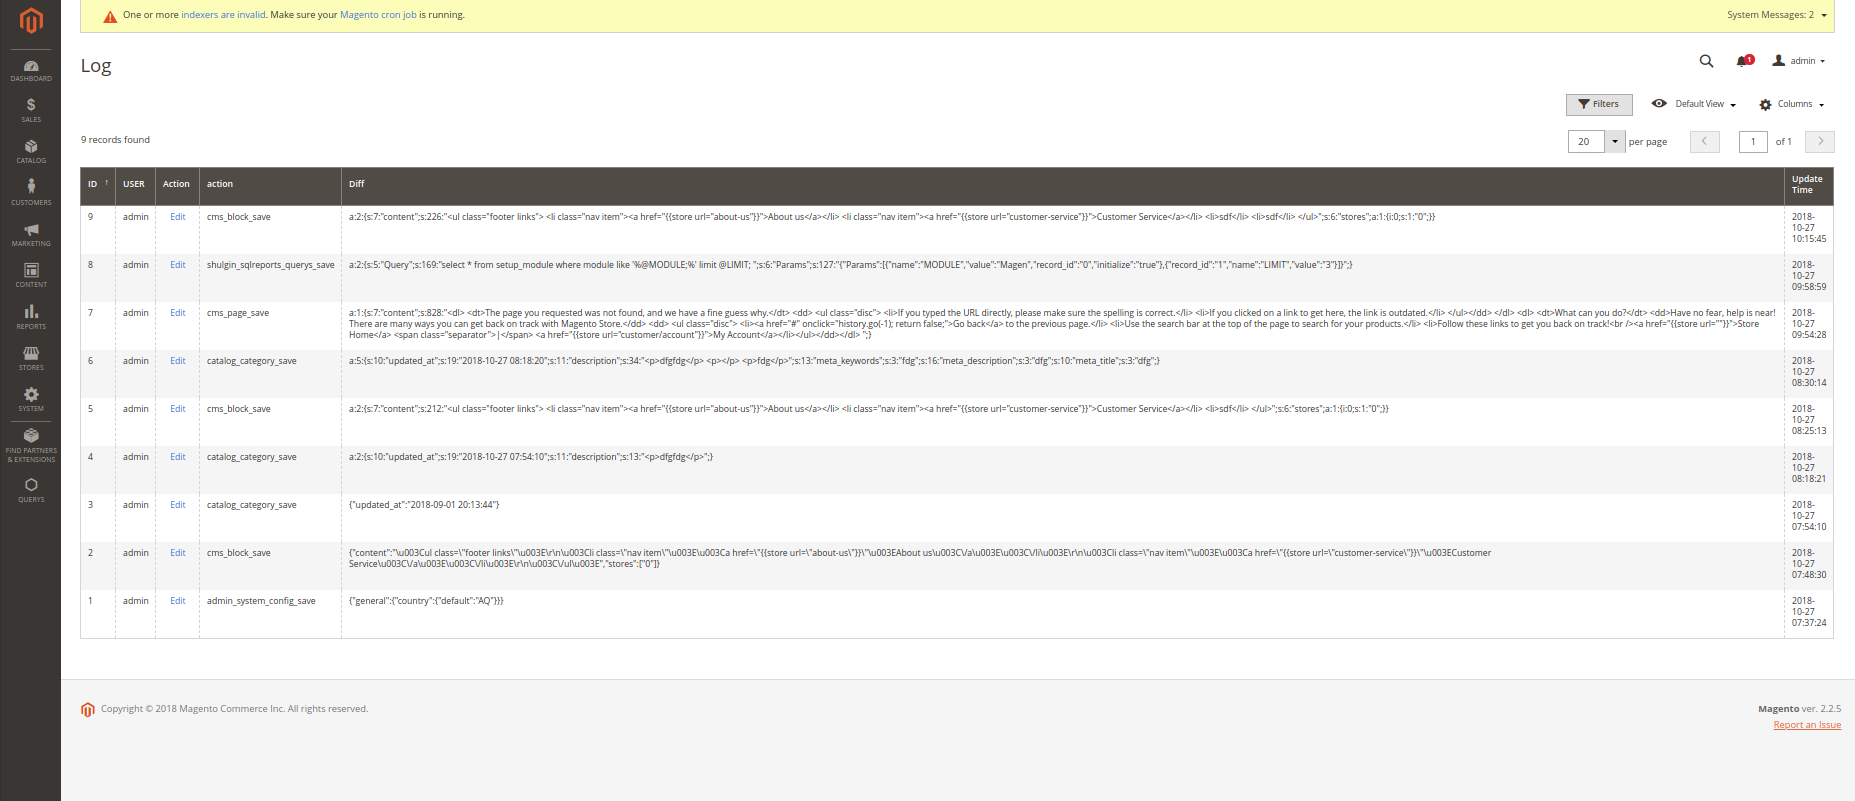 One or more indexers are invalid. Make sure your Magento cron job is running.
System Messages: 2
Log
1
admin
Filters
Default View
Columns
9 records found
20
per page
1
of 1
DASHBOARD
$
SALES
CATALOG
CUSTOMERS
MARKETING
CONTENT
REPORTS
STORES
SYSTEM
FIND PARTNERS
& EXTENSIONS
QUERYS
ID ↑ USER Action action Diff Update
Time
9 admin Edit cms_block_save a:2:{s:7:"content";s:226:"<ul class="footer links"> <li class="nav item"><a href="{{store url="about-us"}}">About us</a></li> <li class="nav item"><a href="{{store url="customer-service"}}">Customer Service</a></li> <li>sdf</li> <li>sdf</li> </ul>";s:6:"stores";a:1:{i:0;s:1:"0";}} 2018-
10-27
10:15:45
8 admin Edit shulgin_sqlreports_querys_save a:2:{s:5:"Query";s:169:"select * from setup_module where module like '%@MODULE;%' limit @LIMIT; ";s:6:"Params";s:127:"{"Params":[{"name":"MODULE","value":"Magen","record_id":"0","initialize":"true"},{"record_id":"1","name":"LIMIT","value":"3"}]}";} 2018-
10-27
09:58:59
7 admin Edit cms_page_save a:1:{s:7:"content";s:828:"<dl> <dt>The page you requested was not found, and we have a fine guess why.</dt> <dd> <ul class="disc"> <li>If you typed the URL directly, please make sure the spelling is correct.</li> <li>If you clicked on a link to get here, the link is outdated.</li> </ul></dd> </dl> <dl> <dt>What can you do?</dt> <dd>Have no fear, help is near! 2018-
There are many ways you can get back on track with Magento Store.</dd> <dd> <ul class="disc"> <li><a href="#" onclick="history.go(-1); return false;">Go back</a> to the previous page.</li> <li>Use the search bar at the top of the page to search for your products.</li> <li>Follow these links to get you back on track!<br /><a href="{{store url=""}}">Store 10-27
Home</a> <span class="separator">|</span> <a href="{{store url="customer/account"}}">My Account</a></li></ul></dd></dl> ";} 09:54:28
6 admin Edit catalog_category_save a:5:{s:10:"updated_at";s:19:"2018-10-27 08:18:20";s:11:"description";s:34:"<p>dfgfdg</p> <p></p> <p>fdg</p>";s:13:"meta_keywords";s:3:"fdg";s:16:"meta_description";s:3:"dfg";s:10:"meta_title";s:3:"dfg";} 2018-
10-27
08:30:14
5 admin Edit cms_block_save a:2:{s:7:"content";s:212:"<ul class="footer links"> <li class="nav item"><a href="{{store url="about-us"}}">About us</a></li> <li class="nav item"><a href="{{store url="customer-service"}}">Customer Service</a></li> <li>sdf</li> </ul>";s:6:"stores";a:1:{i:0;s:1:"0";}} 2018-
10-27
08:25:13
4 admin Edit catalog_category_save a:2:{s:10:"updated_at";s:19:"2018-10-27 07:54:10";s:11:"description";s:13:"<p>dfgfdg</p>";} 2018-
10-27
08:18:21
3 admin Edit catalog_category_save {"updated_at":"2018-09-01 20:13:44"} 2018-
10-27
07:54:10
2 admin Edit cms_block_save {"content":"\u003Cul class=\"footer links\"\u003E\r\n\u003Cli class=\"nav item\"\u003E\u003Ca href=\"{{store url=\"about-us\"}}\"\u003EAbout us\u003C\/a\u003E\u003C\/li\u003E\r\n\u003Cli class=\"nav item\"\u003E\u003Ca href=\"{{store url=\"customer-service\"}}\"\u003ECustomer 2018-
Service\u003C\/a\u003E\u003C\/li\u003E\r\n\u003C\/ul\u003E","stores":["0"]} 10-27
07:48:30
1 admin Edit admin_system_config_save {"general":{"country":{"default":"AQ"}}} 2018-
10-27
07:37:24
Copyright © 2018 Magento Commerce Inc. All rights reserved.
Magento ver. 2.2.5
Report an Issue